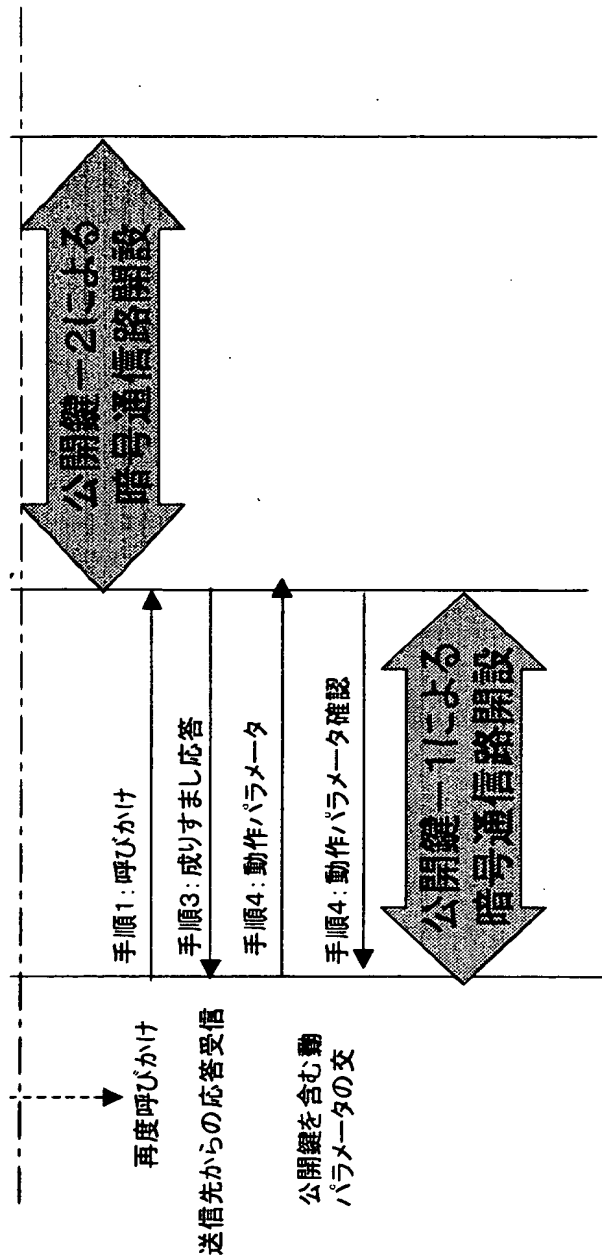 公開鍵ー2による
暗号通信路開設
再度呼びかけ
手順1:呼びかけ
送信先からの応答受信
手順3:成りすまし応答
手順4:動作パラメータ
公開鍵を含む
パラメータの交
手順4:動作パラメータ確認
公開鍵ー1による
暗号通信路開設